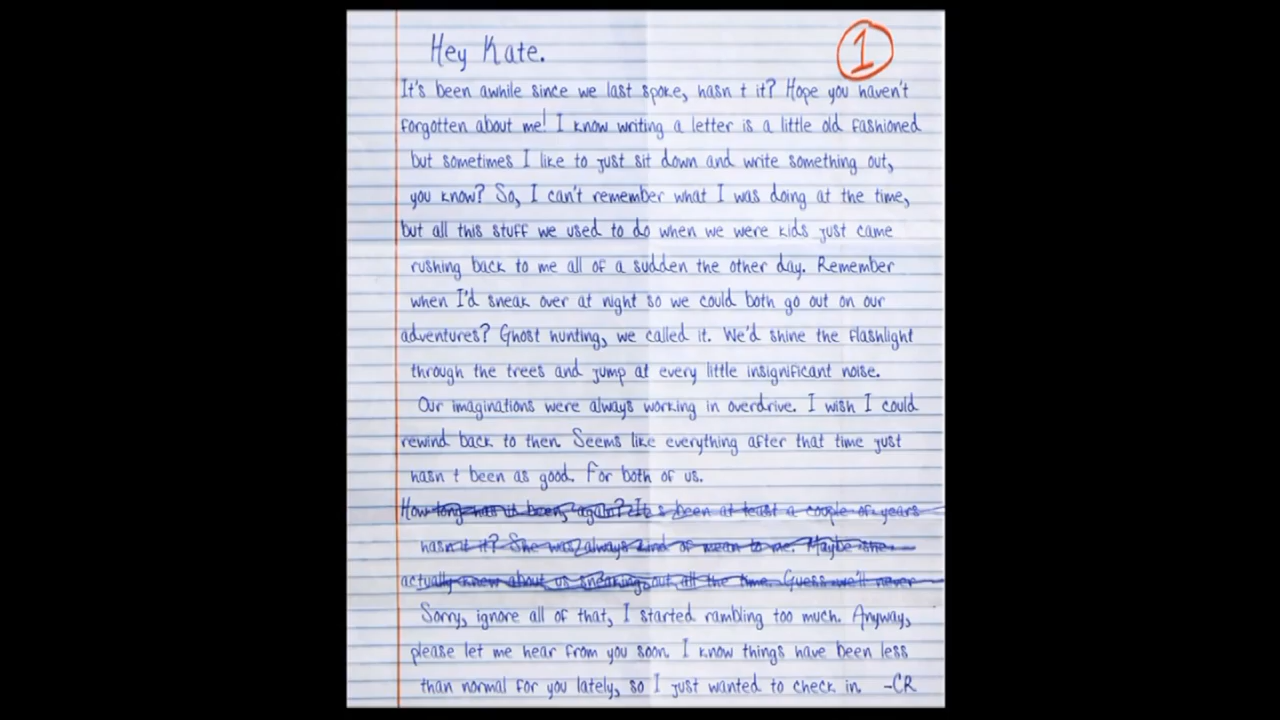 Hey Kate.
1
It's been awhile since we last spoke, hasn t it? Hope you haven't
forgotten about me! I know writing a letter is a little old fashioned
but sometimes I like to just sit down and write something out,
you know? So, I can't remember what I was doing at the time,
but all this stuff we used to do when we were kids just came
rushing back to me all of a sudden the other day. Remember
when I'd sneak over at night so we could both go out on our
adventures? Ghost hunting, we called it. We'd shine the flashlight
through the trees and jump at every little insignificant noise.
Our imaginations were always working in overdrive. I wish I could
rewind back to then. Seems like everything after that time just
hasn t been as good. For both of us.
How long has it been, again? It s been at least a couple of years
hasn t it? She was always kind of mean to me. Maybe she
actually knew about us sneaking out all the time. Guess we'll never
Sorry, ignore all of that, I started rambling too much. Anyway,
please let me hear from you soon. I know things have been less
than normal for you lately, so I just wanted to check in. -CR